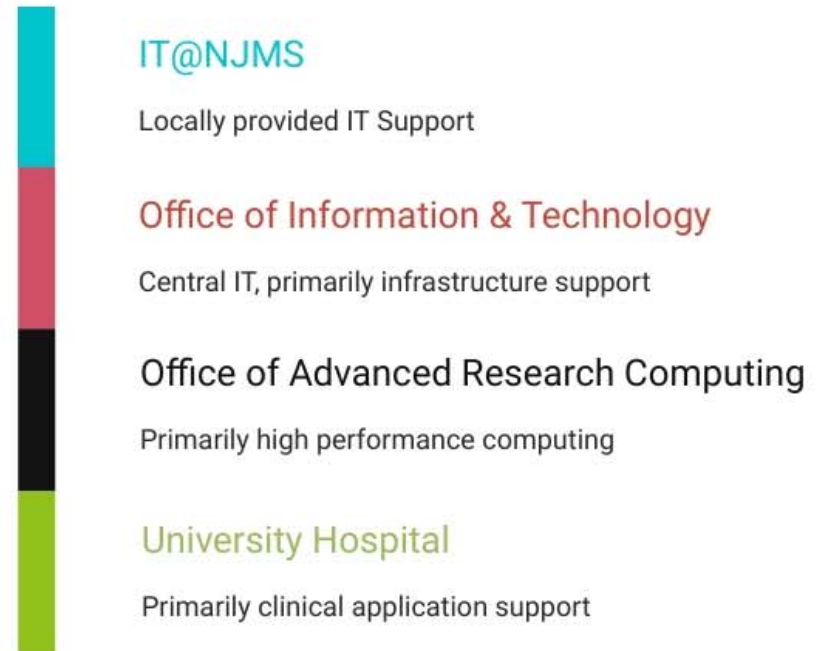 IT@NJMS
Locally provided IT Support
Office of Information & Technology
Central IT, primarily infrastructure support
Office of Advanced Research Computing
Primarily high performance computing
University Hospital
Primarily clinical application support